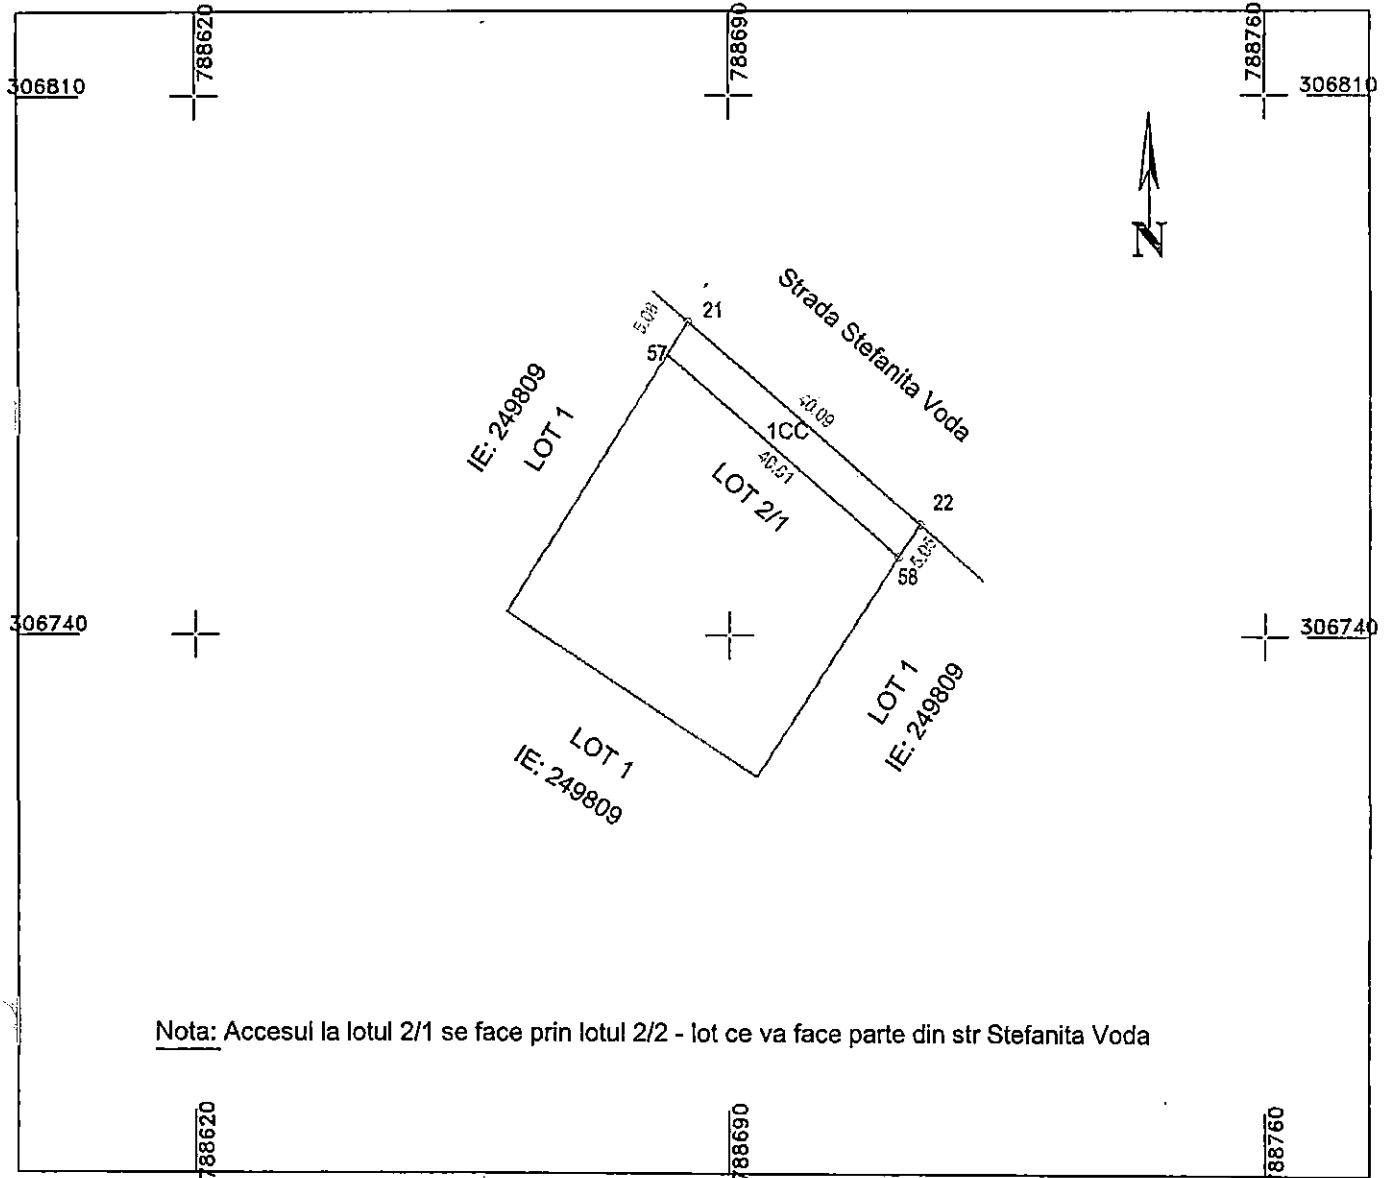 788620
788690
788760
306810
306810
N
Strada Stefanita Voda
21
5.08
57
IE: 249809
LOT 1
40.09
1CC
LOT 2/1
22
5.05
58
306740
306740
LOT 1
IE: 249809
LOT 1
IE: 249809
Nota: Accesul la lotul 2/1 se face prin lotul 2/2 - lot ce va face parte din str Stefanita Voda
788620
788690
788760